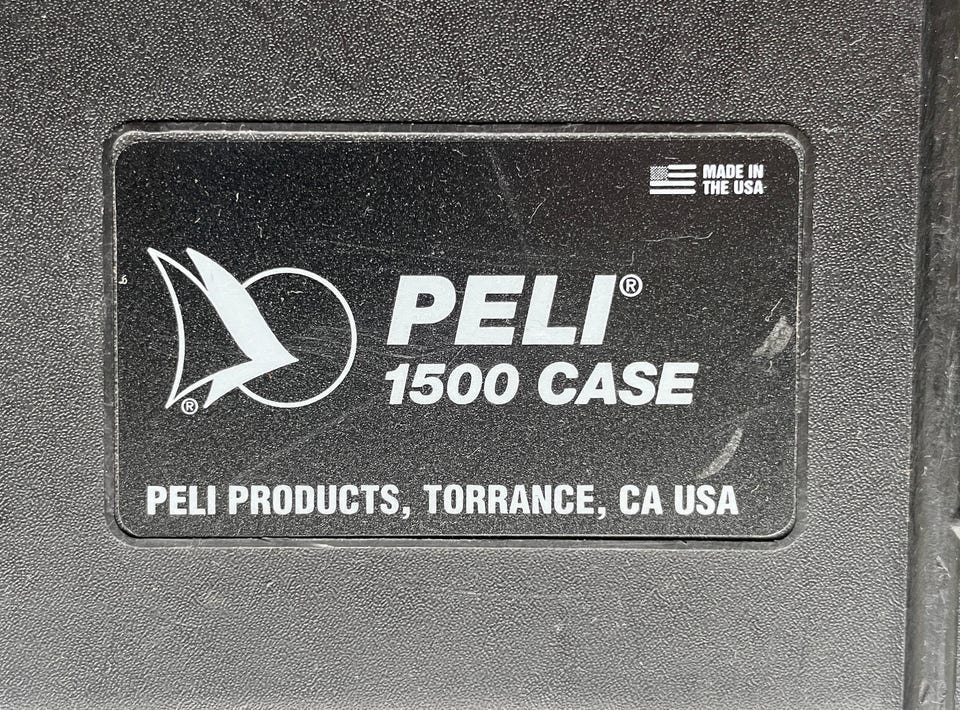 MADE IN
THE USA
PELI®
1500 CASE
®
PELI PRODUCTS, TORRANCE, CA USA